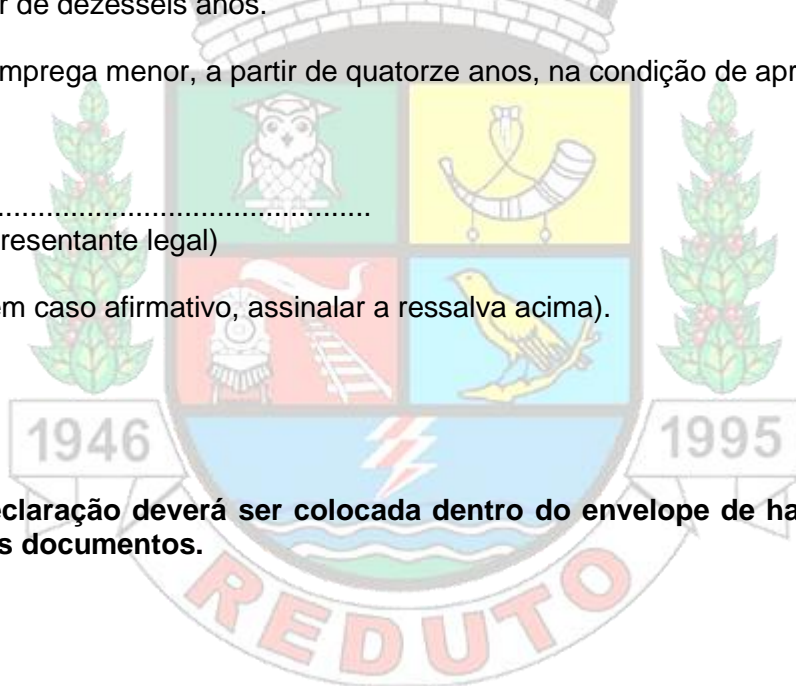 r de dezesseis anos.
mprega menor, a partir de quatorze anos, na condição de apr
...............................................
resentante legal)
m caso afirmativo, assinalar a ressalva acima).
1946
1995
claração deverá ser colocada dentro do envelope de ha
s documentos.
REDUTO